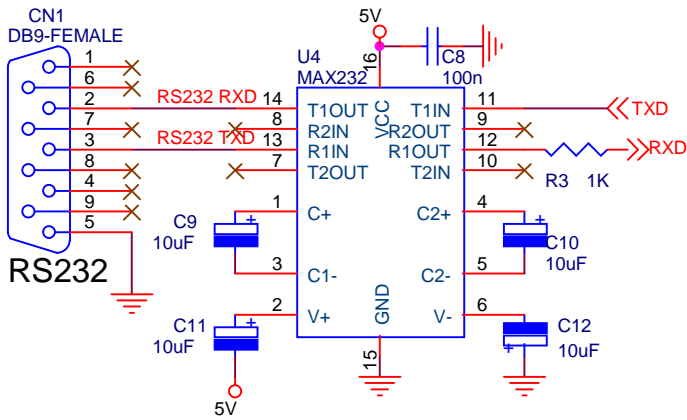 CN1
DB9-FEMALE
1
6
2
7
3
8
4
9
5
RS232
RS232 RXD
RS232 TXD
14
8
13
7
1
3
2
C9
10uF
C11
10uF
5V
5V
U4
MAX232
16
VCC
T1OUT
R2IN
R1IN
T2OUT
C+
C1-
V+
GND
15
T1IN
R2OUT
R1OUT
T2IN
C2+
C2-
V-
11
9
12
10
4
5
6
C8
100n
TXD
RXD
R3 1K
C10
10uF
C12
10uF
+
+
+
+